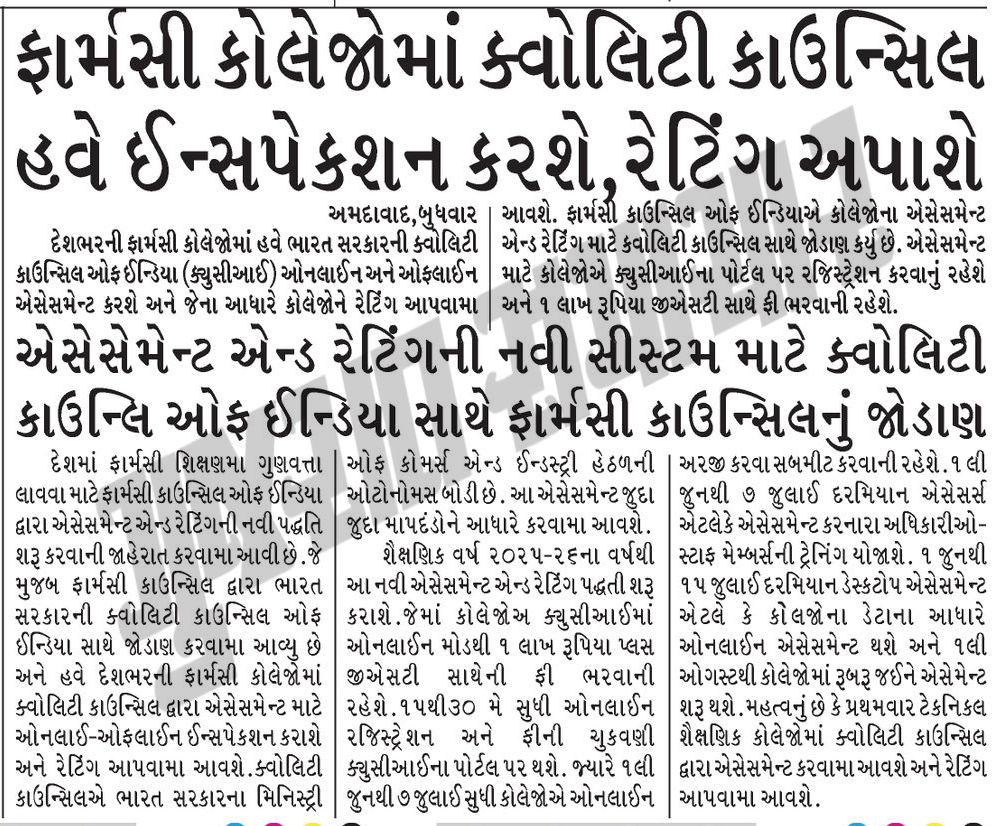 ફાર્મસી કોલેજોમાં ક્વોલિટી કાઉન્સિલ
હવે ઈન્સપેકશન કરશે, રેટિંગ અપાશે
અમદાવાદ,બુધવાર
દેશભરની ફાર્મસી કોલેજોમાં હવે ભારત સરકારની ક્વોલિટી
કાઉન્સિલ ઓફ ઈન્ડિયા (ક્યુસીઆઈ) ઓનલાઈન અને ઓફલાઈન
એસેસમેન્ટ કરશે અને જેના આધારે કોલેજોને રેટિંગ આપવામા
આવશે. ફાર્મસી કાઉન્સિલ ઓફ ઈન્ડિયાએ કોલેજોના એસેસમેન્ટ
એન્ડ રેટિંગ માટે કવોલિટી કાઉન્સિલ સાથે જોડાણ કર્યુ છે. એસેસમેન્ટ
માટે કોલેજોએ ક્યુસીઆઈના પોર્ટલ પર રજિસ્ટ્રેશન કરવાનું રહેશે
અને ૧ લાખ રૂપિયા જીએસટી સાથે ફી ભરવાની રહેશે.
એસેસેમેન્ટ એન્ડ રેટિંગની નવી સીસ્ટમ માટે ક્વોલિટી
કાઉન્લિ ઓફ ઈન્ડિયા સાથે ફાર્મસી કાઉન્સિલનું જોડાણ
દેશમાં ફાર્મસી શિક્ષણમા ગુણવત્તા
લાવવા માટે ફાર્મસી કાઉન્સિલ ઓફ ઈન્ડિયા
દ્વારા એસેસમેન્ટ એન્ડ રેટિંગની નવી પદ્ધતિ
શરૂ કરવાની જાહેરાત કરવામા આવી છે.જે
મુજબ ફાર્મસી કાઉન્સિલ દ્વારા ભારત
સરકારની ક્વોલિટી કાઉન્સિલ ઓફ
ઈન્ડિયા સાથે જોડાણ કરવામા આવ્યુ છે
અને હવે દેશભરની ફાર્મસી કોલેજોમાં
ક્વોલિટી કાઉન્સિલ દ્વારા એસેસમેન્ટ માટે
ઓનલાઈ-ઓફલાઈન ઈન્સપેકશન કરાશે
અને રેટિંગ આપવામા આવશે.ક્વોલિટી
કાઉન્સિલએ ભારત સરકારના મિનિસ્ટ્રી
ઓફ કોમર્સ એન્ડ ઈન્ડસ્ટ્રી હેઠળની
ઓટોનોમસ બોડી છે. આ એસેસમેન્ટ જુદા
જુદા માપદંડોને આધારે કરવામા આવશે.
શૈક્ષણિક વર્ષ ૨૦૨૫-૨૬ના વર્ષથી
આ નવી એસેસમેન્ટ એન્ડ રેટિંગ પદ્ધતી શરૂ
કરાશે.જેમાં કોલેજોઅ ક્યુસીઆઈમાં
ઓનલાઈન મોડથી ૧ લાખ રૂપિયા પ્લસ
જીએસટી સાથેની ફી ભરવાની
રહેશે.૧૫થી૩૦ મે સુધી ઓનલાઈન
રજિસ્ટ્રેશન અને ફીની ચુકવણી
ક્યુસીઆઈના પોર્ટલ પર થશે. જ્યારે ૧લી
જુનથી ૭ જુલાઈ સુધી કોલેજોએ ઓનલાઈન
અરજી કરવા સબમીટ કરવાની રહેશે.૧ લી
જુનથી ૭ જુલાઈ દરમિયાન એસેસર્સ
એટલેકે એસેસમેન્ટ કરનારા અધિકારીઓ-
સ્ટાફ મેમ્બર્સની ટ્રેનિંગ યોજાશે. ૧ જુનથી
૧૫ જુલાઈ દરમિયાન ડેસ્કટોપ એસેસમેન્ટ
એટલે કે કોલજોના ડેટાના આધારે
ઓનલાઈન એસેસમેન્ટ થશે અને ૧લી
ઓગસ્ટથી કોલેજોમાં રૂબરૂ જઈને એસેસમેન્ટ
શરૂ થશે.મહત્વનું છે કે પ્રથમવાર ટેકનિકલ
શૈક્ષણિક કોલેજોમાં ક્વોલિટી કાઉન્સિલ
દ્વારા એસેસમેન્ટ કરવામા આવશે અને રેટિંગ
આપવામા આવશે.
ગુજરાત સમાચાર